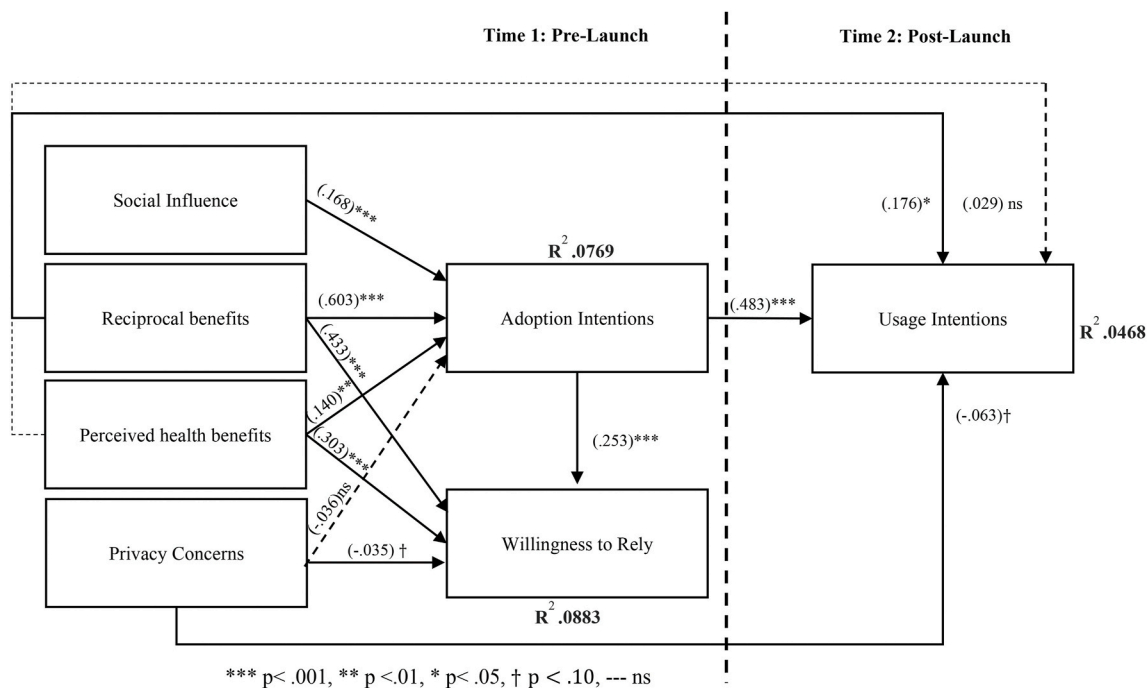 Time 1: Pre-Launch
Time 2: Post-Launch
Social Influence
(.168)***
(.176)*
(.029) ns
R² .0769
Reciprocal benefits
(.603)***
Adoption Intentions
(.483)***
Usage Intentions
R² .0468
(.433)***
(.140)**
Perceived health benefits
(.303)***
(.253)***
(-.063)†
(-.036)ns
Privacy Concerns
(-.035) †
Willingness to Rely
R² .0883
*** p< .001, ** p <.01, * p< .05, † p < .10, --- ns